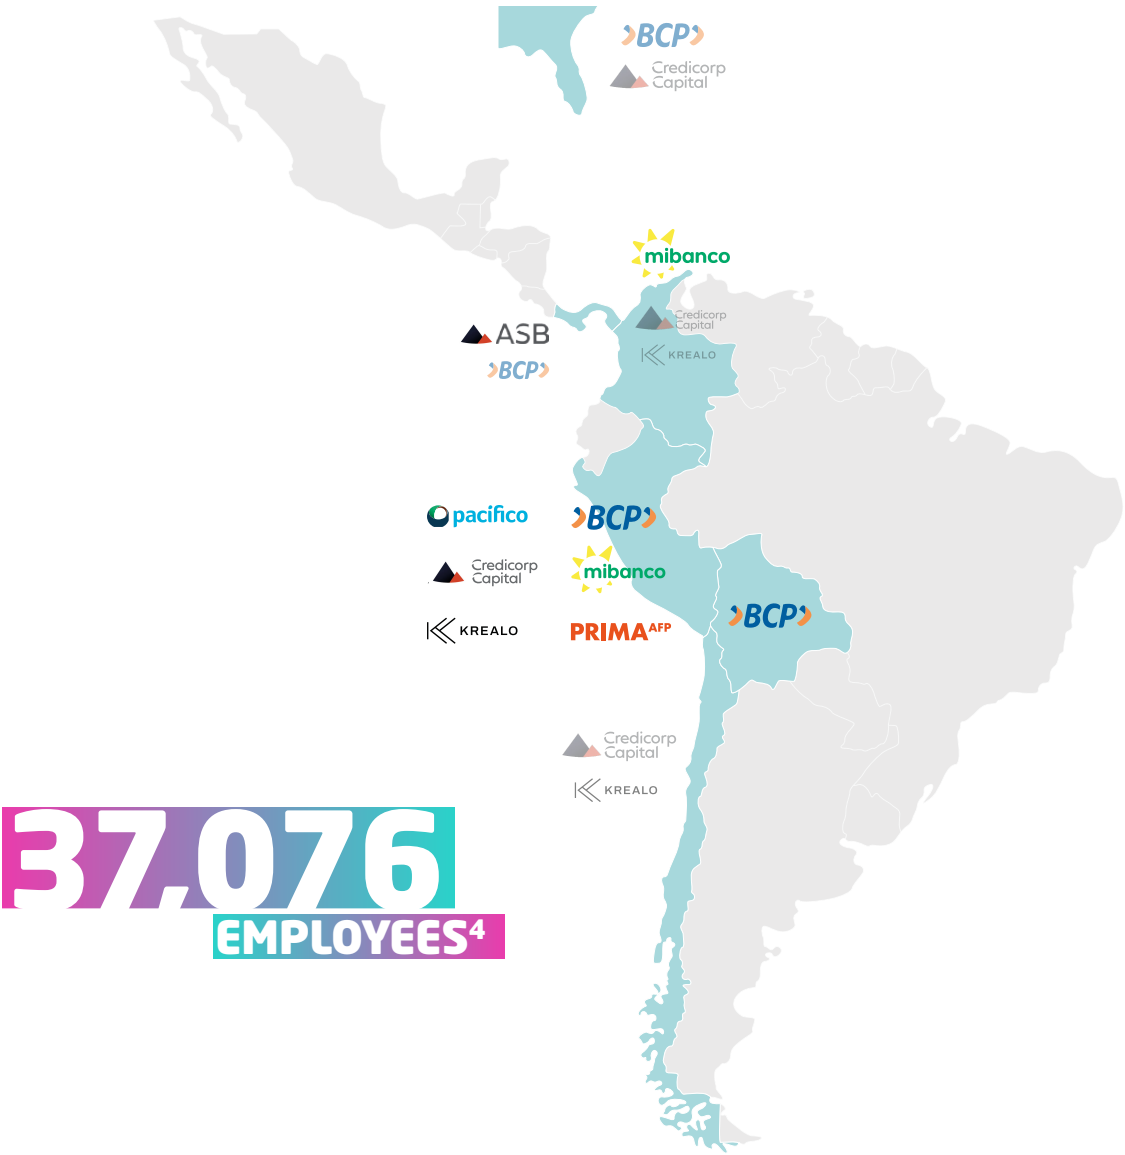 BCP
Credicorp
Capital
mibanco
Credicorp
Capital
KREALO
ASB
BCP
pacifico
BCP
Credicorp
Capital
mibanco
KREALO
PRIMA AFP
BCP
Credicorp
Capital
KREALO
37,076
EMPLOYEES⁴